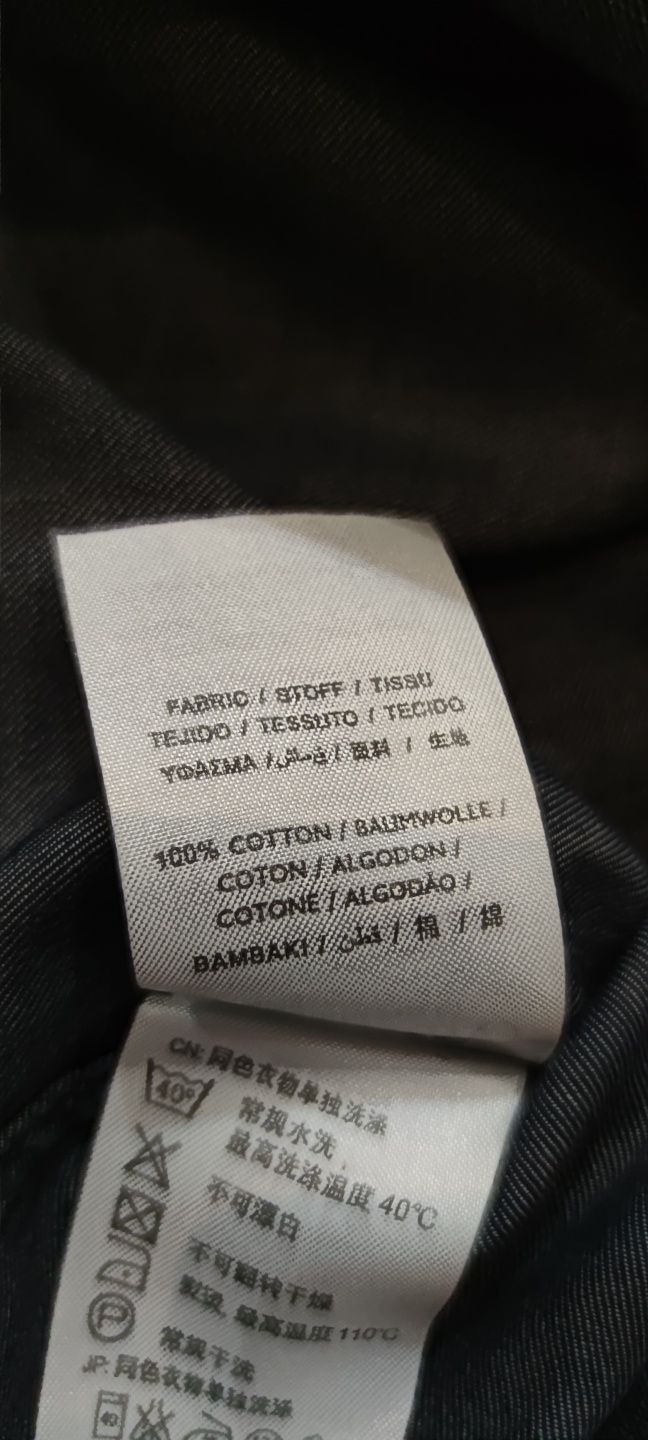 FABRIC / STOFF / TISSU
TEJIDO / TESSUTO / TECIDO
ΥΦΑΣΜΑ / قماش / 面料 / 生地
100% COTTON / BAUMWOLLE /
COTON / ALGODON /
COTONE / ALGODÃO /
BAMBAKI / قطن / 棉 / 綿
CN: 同色衣物单独洗涤
40°
常规水洗,
最高洗涤温度 40℃
不可漂白
不可翻转干燥
熨烫, 最高温度 110℃
P
常规干洗
JP: 同色衣物单独洗涤
40